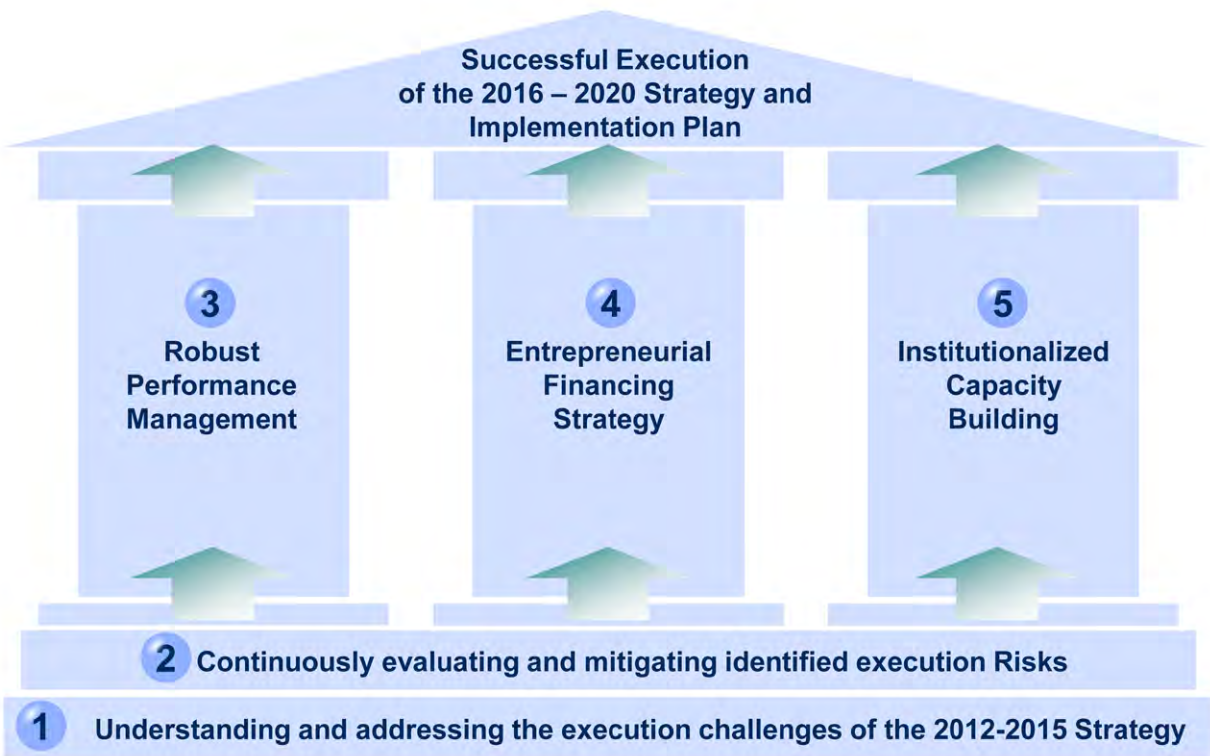 Successful Execution
of the 2016 – 2020 Strategy and
Implementation Plan
3
Robust
Performance
Management
4
Entrepreneurial
Financing
Strategy
5
Institutionalized
Capacity
Building
2 Continuously evaluating and mitigating identified execution Risks
1 Understanding and addressing the execution challenges of the 2012-2015 Strategy